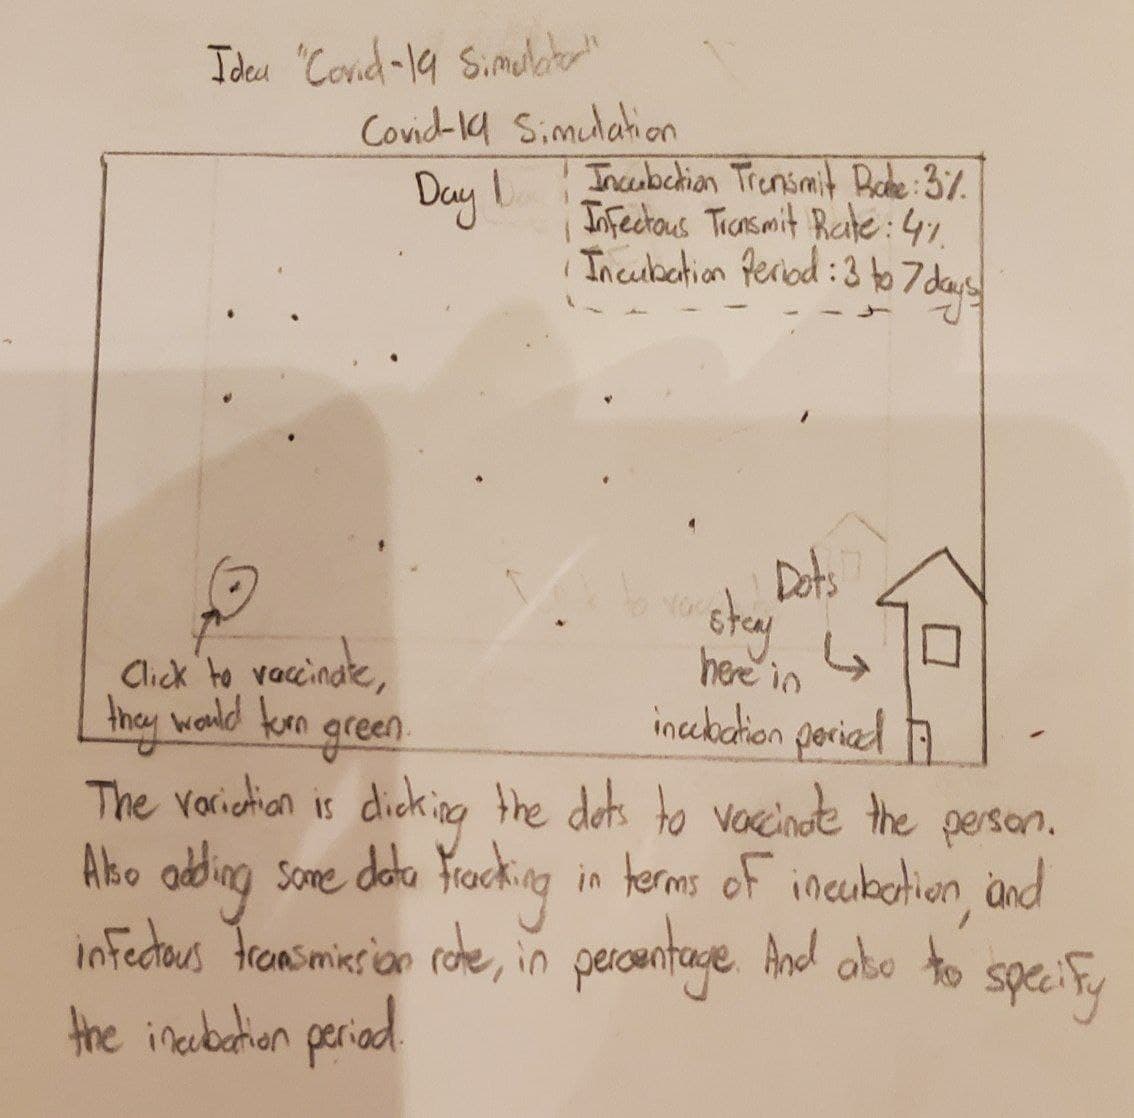 Idea "Covid-19 Simulator"
Covid-19 Simulation
Day 1
Incubation Transmit Rate: 3%
Infectous Transmit Rate: 4%
Incubation Period: 3 to 7 days
Dots
stay
here in
incubation period
Click to vaccinate,
they would turn green.
The variation is clicking the dots to vaccinate the person.
Also adding some data tracking in terms of incubation, and
infectous transmission rate, in percentage. And also to specify
the incubation period.